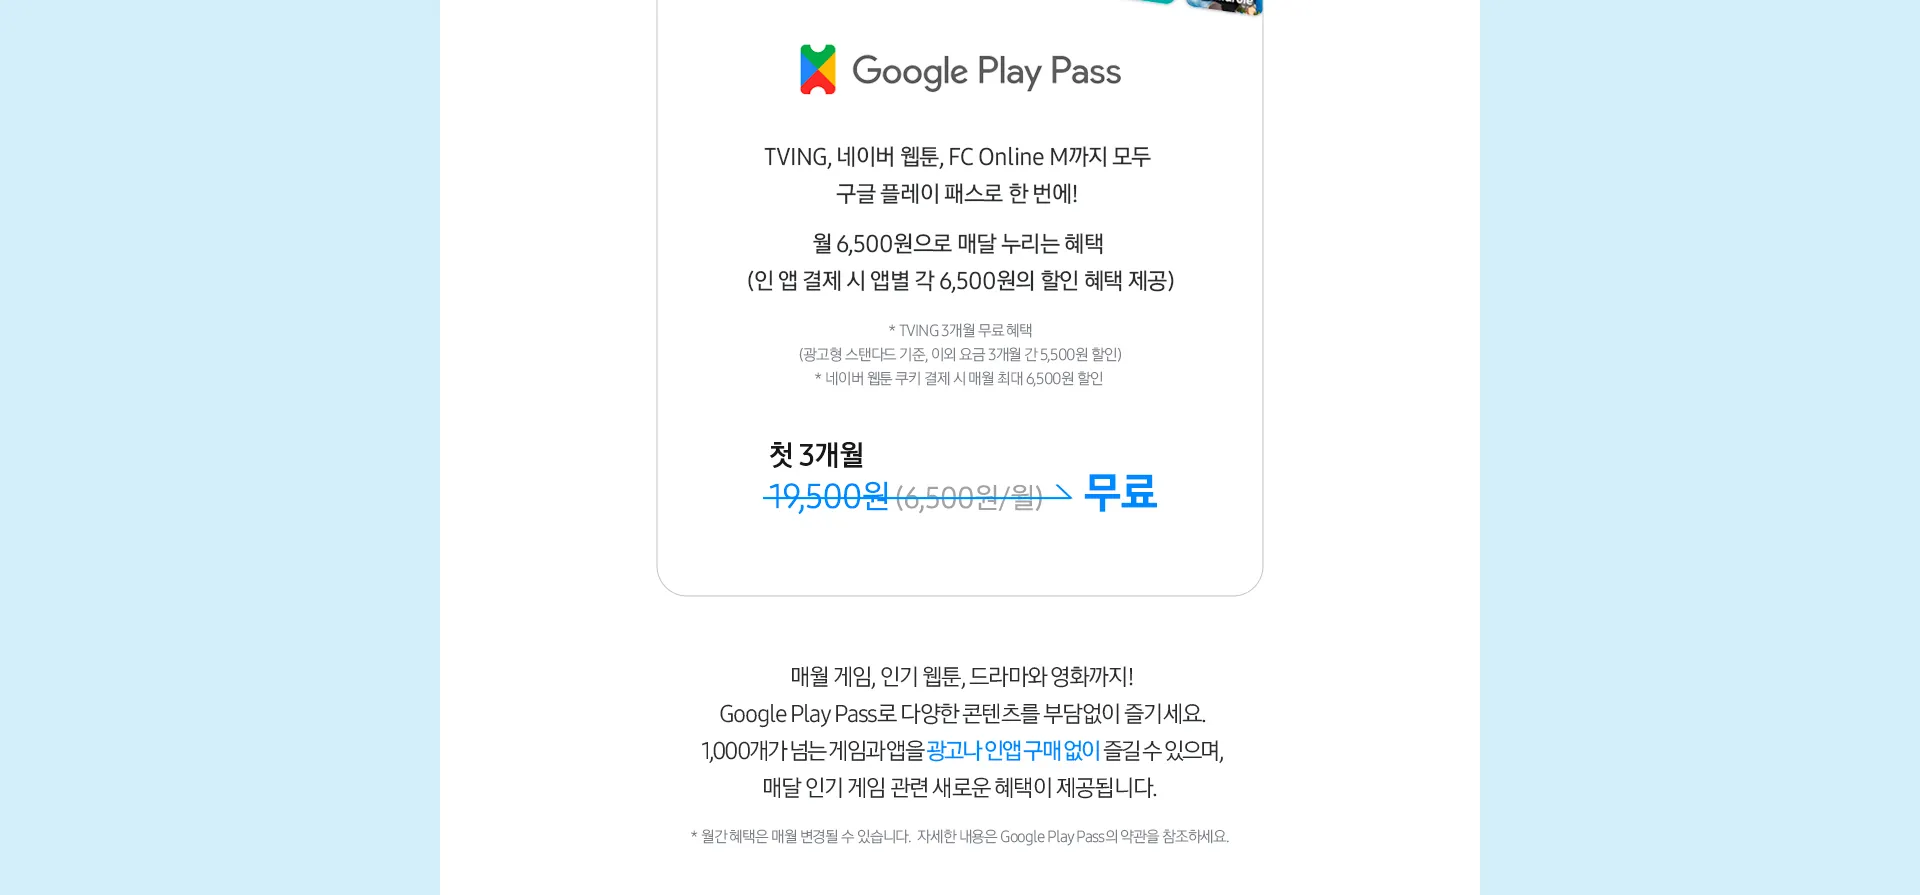 Google Play Pass
TVING, 네이버 웹툰, FC Online M까지 모두
구글 플레이 패스로 한 번에!
월 6,500원으로 매달 누리는 혜택
(인 앱 결제 시 앱별 각 6,500원의 할인 혜택 제공)
* TVING 3개월 무료 혜택
(광고형 스탠다드 기준, 이외 요금 3개월 간 5,500원 할인)
* 네이버 웹툰 쿠키 결제 시 매월 최대 6,500원 할인
첫 3개월
19,500원 (6,500원/월) 무료
매월 게임, 인기 웹툰, 드라마와 영화까지!
Google Play Pass로 다양한 콘텐츠를 부담없이 즐기세요.
1,000개가 넘는 게임과 앱을 광고나 인앱 구매 없이 즐길 수 있으며,
매달 인기 게임 관련 새로운 혜택이 제공됩니다.
* 월간 혜택은 매월 변경될 수 있습니다. 자세한 내용은 Google Play Pass의 약관을 참조하세요.